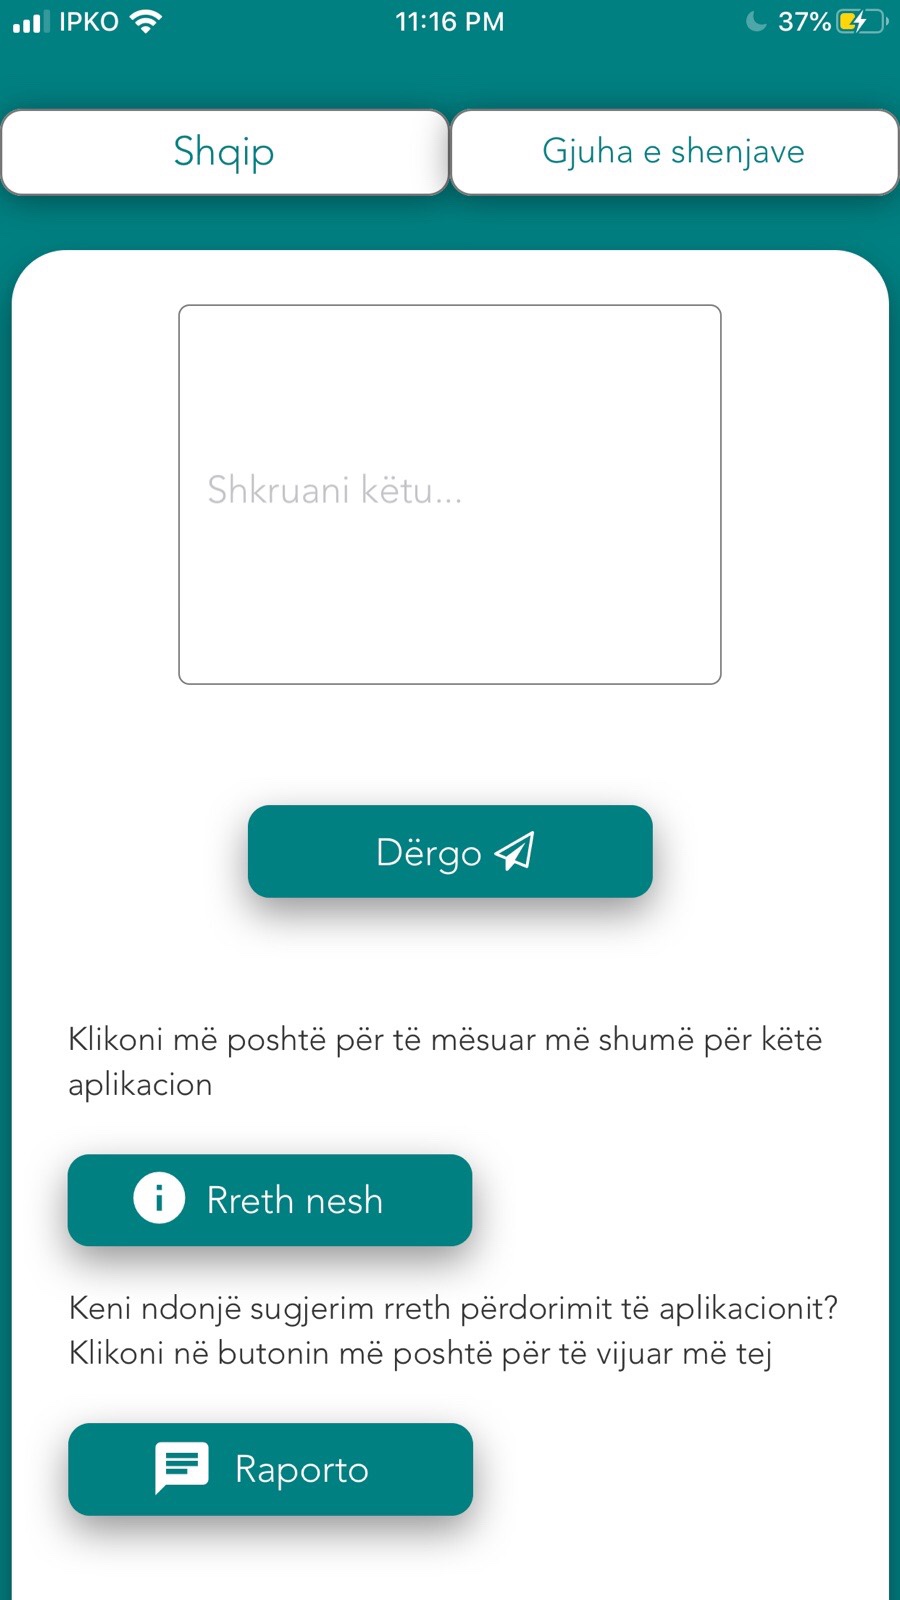 IPKO 11:16 PM 37%
Shqip Gjuha e shenjave
Shkruani këtu...
Dërgo
Klikoni më poshtë për të mësuar më shumë për këtë
aplikacion
Rreth nesh
Keni ndonjë sugjerim rreth përdorimit të aplikacionit?
Klikoni në butonin më poshtë për të vijuar më tej
Raporto